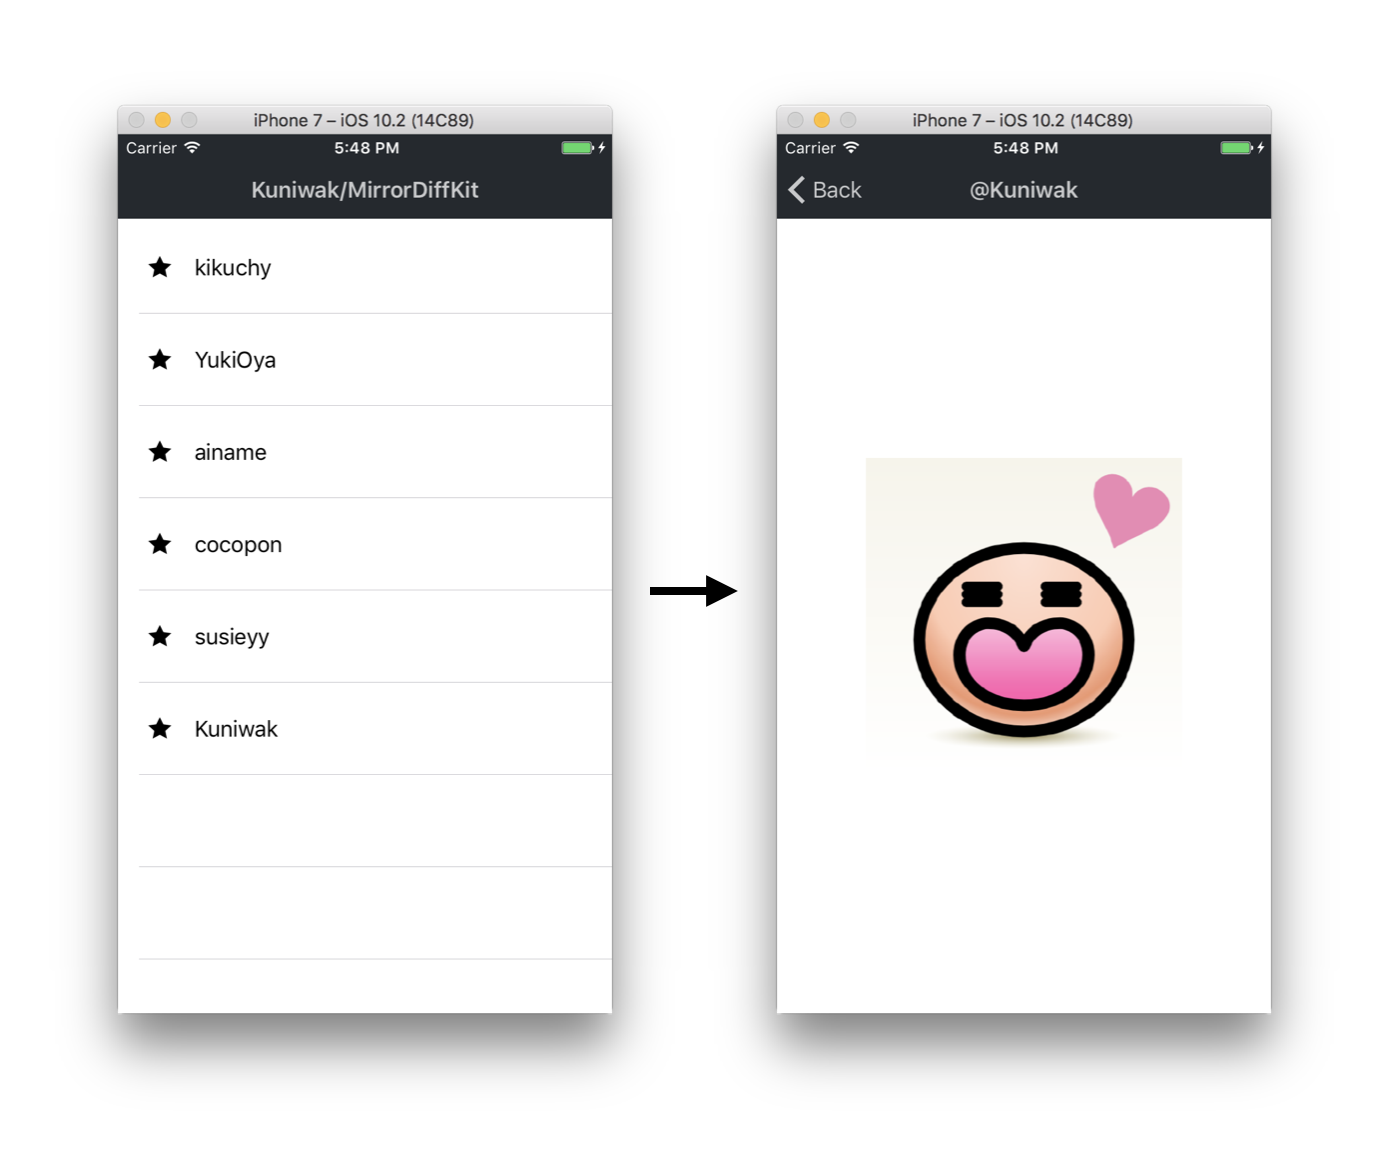 iPhone 7 – iOS 10.2 (14C89)
Carrier 5:48 PM
Kuniwak/MirrorDiffKit
kikuchy
YukiOya
ainame
cocopon
susieyy
Kuniwak
iPhone 7 – iOS 10.2 (14C89)
Carrier 5:48 PM
Back @Kuniwak